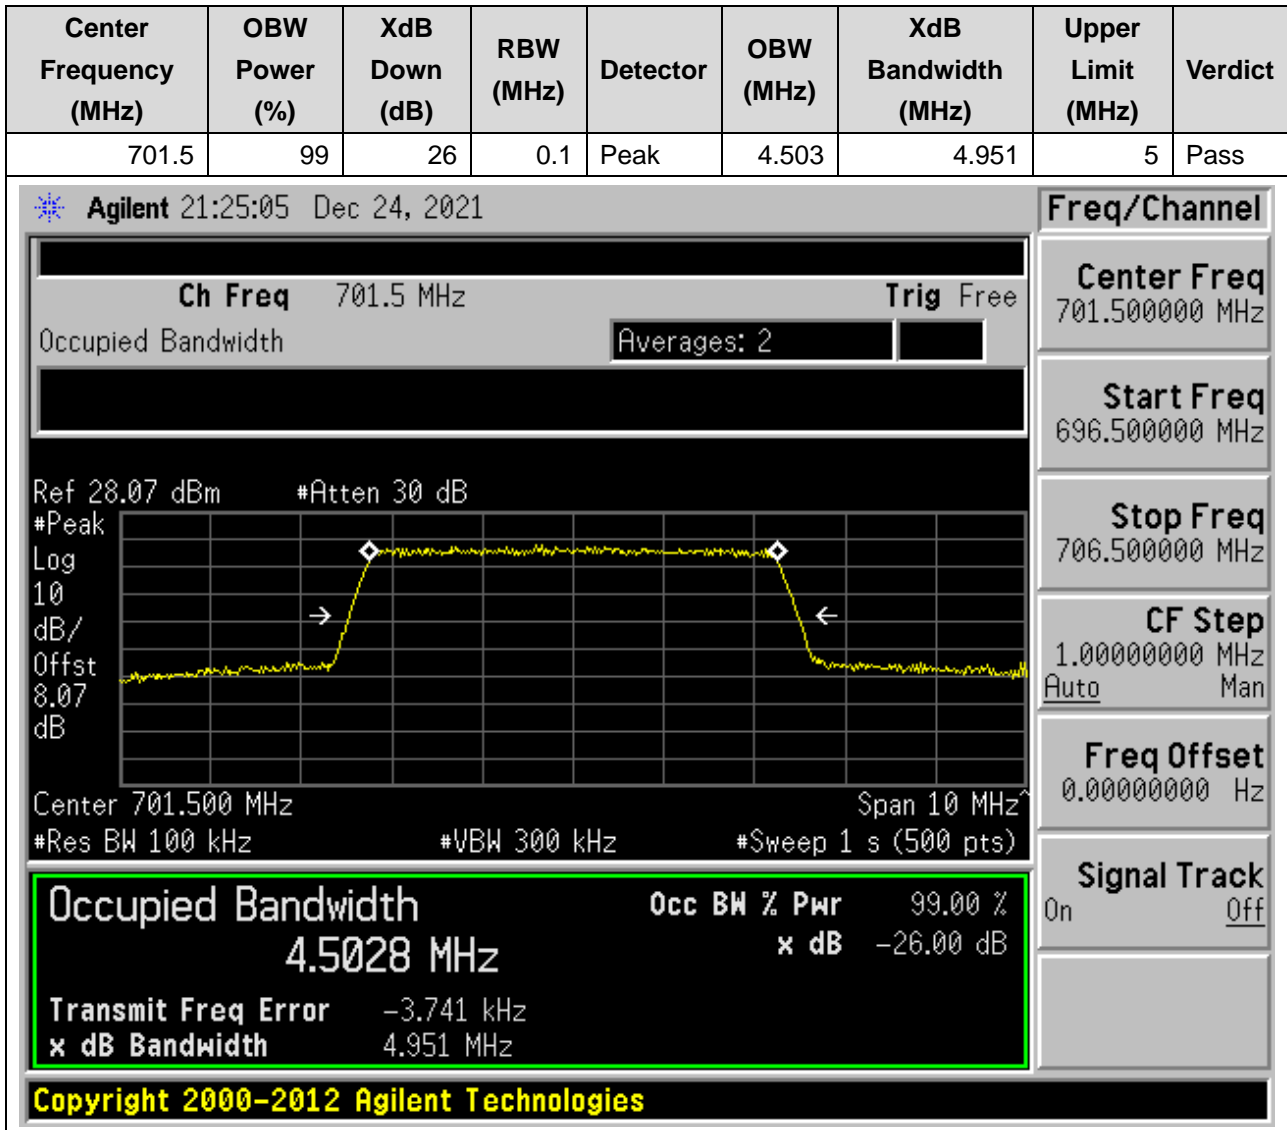 Center Frequency (MHz) OBW Power (%) XdB Down (dB) RBW (MHz) Detector OBW (MHz) XdB Bandwidth (MHz) Upper Limit (MHz) Verdict
701.5 99 26 0.1 Peak 4.503 4.951 5 Pass
Agilent 21:25:05 Dec 24, 2021
Freq/Channel
Ch Freq 701.5 MHz Trig Free
Occupied Bandwidth Averages: 2
Center Freq
701.500000 MHz
Start Freq
696.500000 MHz
Stop Freq
706.500000 MHz
CF Step
1.00000000 MHz
Auto Man
Freq Offset
0.00000000 Hz
Signal Track
On Off
Ref 28.07 dBm #Atten 30 dB
#Peak
Log
10
dB/
Offst
8.07
dB
Center 701.500 MHz Span 10 MHz^
#Res BW 100 kHz #VBW 300 kHz #Sweep 1 s (500 pts)
Occupied Bandwidth Occ BW % Pwr 99.00 %
4.5028 MHz x dB -26.00 dB
Transmit Freq Error -3.741 kHz
x dB Bandwidth 4.951 MHz
Copyright 2000-2012 Agilent Technologies